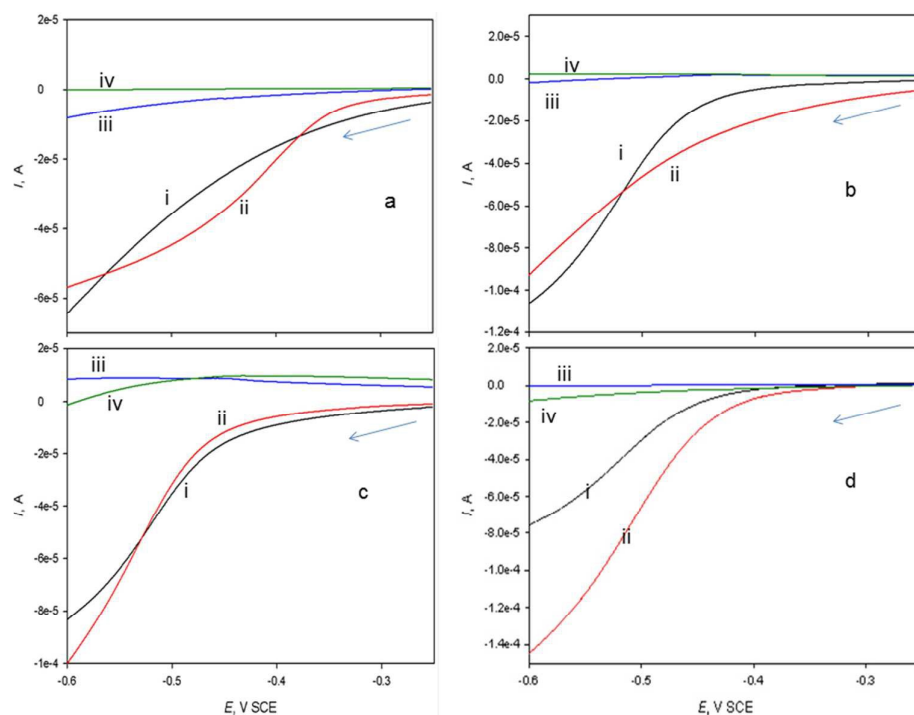 2e-5
0
-2e-5
-4e-5
-6e-5
I, A
iv
iii
i
ii
a
2.0e-5
0.0
-2.0e-5
-4.0e-5
-6.0e-5
-8.0e-5
-1.0e-4
-1.2e-4
I, A
iv
iii
i
ii
b
2e-5
0
-2e-5
-4e-5
-6e-5
-8e-5
-1e-4
I, A
iii
iv
ii
i
c
-0.6
-0.5
-0.4
-0.3
E, V SCE
2.0e-5
0.0
-2.0e-5
-4.0e-5
-6.0e-5
-8.0e-5
-1.0e-4
-1.2e-4
-1.4e-4
I, A
iii
iv
i
ii
d
-0.6
-0.5
-0.4
-0.3
E, V SCE